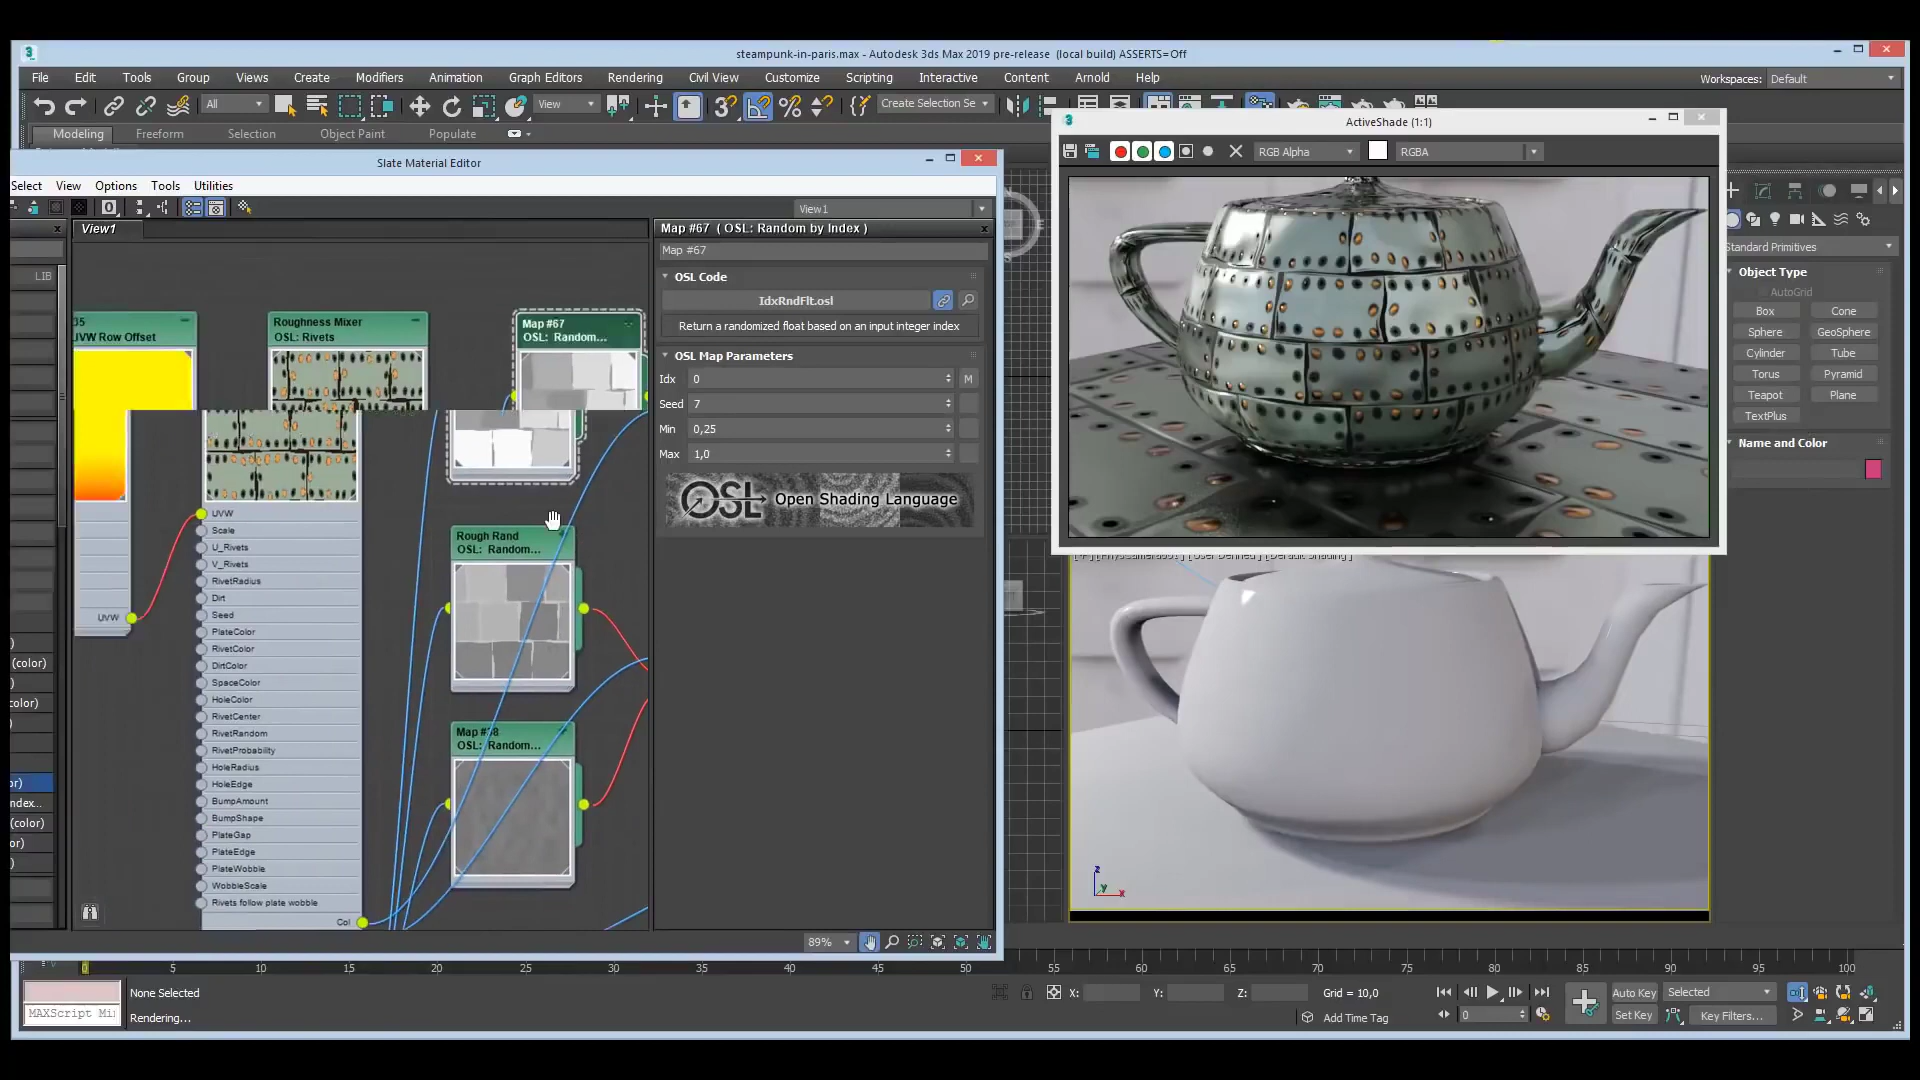 steampunk-in-paris.max - Autodesk 3ds Max 2019 pre-release (local build) ASSERTS=Off
File Edit Tools Group Views Create Modifiers Animation Graph Editors Rendering Civil View Customize Scripting Interactive Content Arnold Help
Workspaces: Default
All
View
Create Selection Se
Modeling Freeform Selection Object Paint Populate
ActiveShade (1:1)
RGB Alpha
RGBA
Slate Material Editor
Select View Options Tools Utilities
View1
View1
Map #67 ( OSL: Random by Index )
Map #67
LIB
OSL Code
IdxRndFlt.osl
Return a randomized float based on an input integer index
OSL Map Parameters
Idx 0 M
Seed 7
Min 0,25
Max 1,0
OSL Open Shading Language
35
UVW Row Offset
UVW
Roughness Mixer
OSL: Rivets
UVW
Scale
U_Rivets
V_Rivets
RivetRadius
Dirt
Seed
PlateColor
RivetColor
DirtColor
SpaceColor
HoleColor
RivetCenter
RivetRandom
RivetProbability
HoleRadius
HoleEdge
BumpAmount
BumpShape
PlateGap
PlateEdge
PlateWobble
WobbleScale
Rivets follow plate wobble
Col
Map #67
OSL: Random...
Rough Rand
OSL: Random...
OSL: Random...
)
(color)
)
color)
)
or)
ndex...
(color)
or)
)
89%
Standard Primitives
Object Type
AutoGrid
Box Cone
Sphere GeoSphere
Cylinder Tube
Torus Pyramid
Teapot Plane
TextPlus
Name and Color
z
y
x
0 5 10 15 20 25 30 35 40 45 50 55 60 65 70 75 80 85 90 95 100
None Selected
MAXScript Mi
Rendering...
X: Y: Z: Grid = 10,0
Add Time Tag
0
Auto Key Selected
Set Key Key Filters...